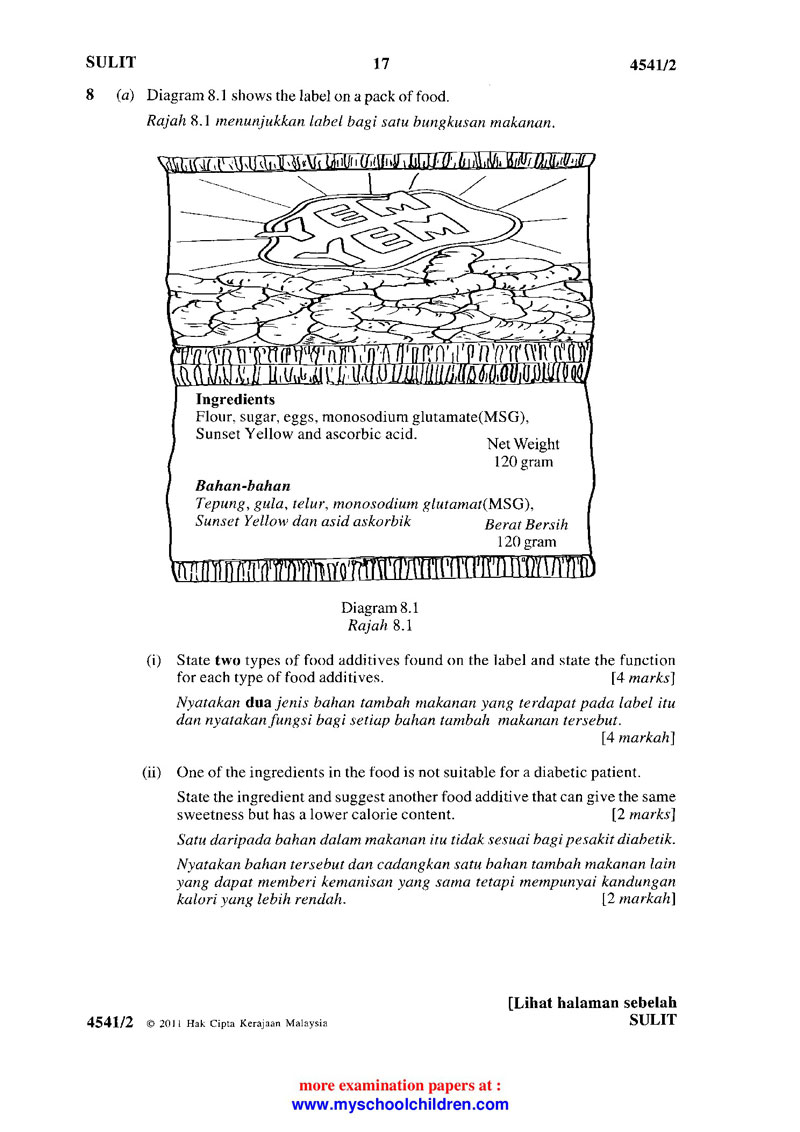 SULIT 17 4541/2
8 (a) Diagram 8.1 shows the label on a pack of food.
Rajah 8.1 menunjukkan label bagi satu bungkusan makanan.
YEM
YEM
Ingredients
Flour, sugar, eggs, monosodium glutamate(MSG),
Sunset Yellow and ascorbic acid.
Net Weight
120 gram
Bahan-bahan
Tepung, gula, telur, monosodium glutamat(MSG),
Sunset Yellow dan asid askorbik
Berat Bersih
120 gram
Diagram 8.1
Rajah 8.1
(i) State two types of food additives found on the label and state the function
for each type of food additives. [4 marks]
Nyatakan dua jenis bahan tambah makanan yang terdapat pada label itu
dan nyatakan fungsi bagi setiap bahan tambah makanan tersebut.
[4 markah]
(ii) One of the ingredients in the food is not suitable for a diabetic patient.
State the ingredient and suggest another food additive that can give the same
sweetness but has a lower calorie content. [2 marks]
Satu daripada bahan dalam makanan itu tidak sesuai bagi pesakit diabetik.
Nyatakan bahan tersebut dan cadangkan satu bahan tambah makanan lain
yang dapat memberi kemanisan yang sama tetapi mempunyai kandungan
kalori yang lebih rendah. [2 markah]
[Lihat halaman sebelah
4541/2 © 2011 Hak Cipta Kerajaan Malaysia SULIT
more examination papers at :
www.myschoolchildren.com